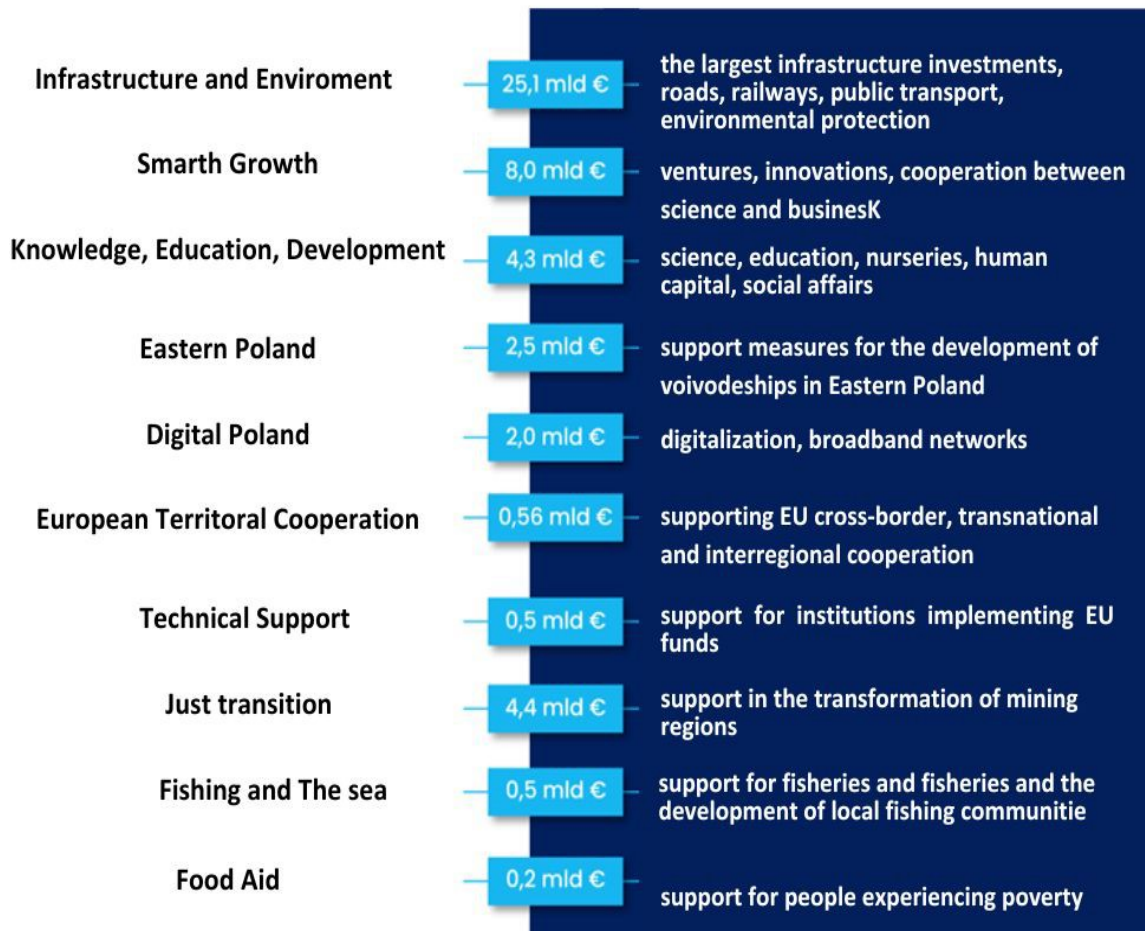 Infrastructure and Enviroment
25,1 mld €
the largest infrastructure investments,
roads, railways, public transport,
environmental protection
Smarth Growth
8,0 mld €
ventures, innovations, cooperation between
science and businesK
Knowledge, Education, Development
4,3 mld €
science, education, nurseries, human
capital, social affairs
Eastern Poland
2,5 mld €
support measures for the development of
voivodeships in Eastern Poland
Digital Poland
2,0 mld €
digitalization, broadband networks
European Territoral Cooperation
0,56 mld €
supporting EU cross-border, transnational
and interregional cooperation
Technical Support
0,5 mld €
support for institutions implementing EU
funds
Just transition
4,4 mld €
support in the transformation of mining
regions
Fishing and The sea
0,5 mld €
support for fisheries and fisheries and the
development of local fishing communitie
Food Aid
0,2 mld €
support for people experiencing poverty